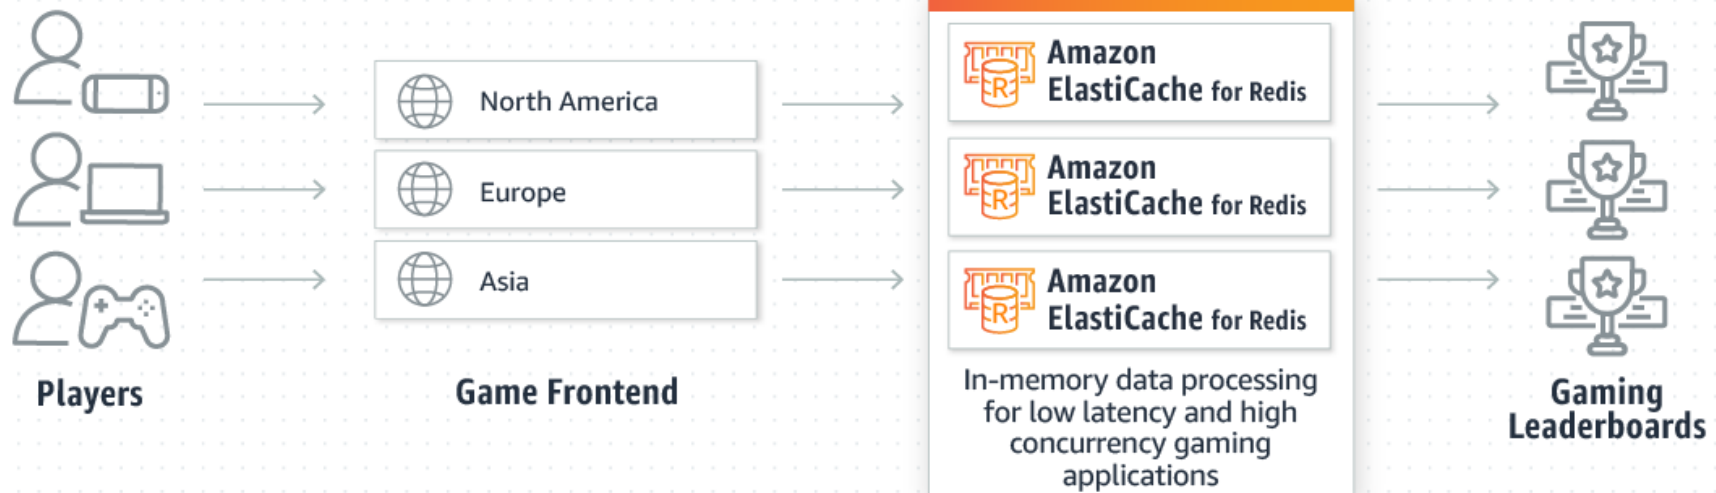 Players
North America
Europe
Asia
Game Frontend
Amazon
ElastiCache for Redis
Amazon
ElastiCache for Redis
Amazon
ElastiCache for Redis
In-memory data processing
for low latency and high
concurrency gaming
applications
Gaming
Leaderboards